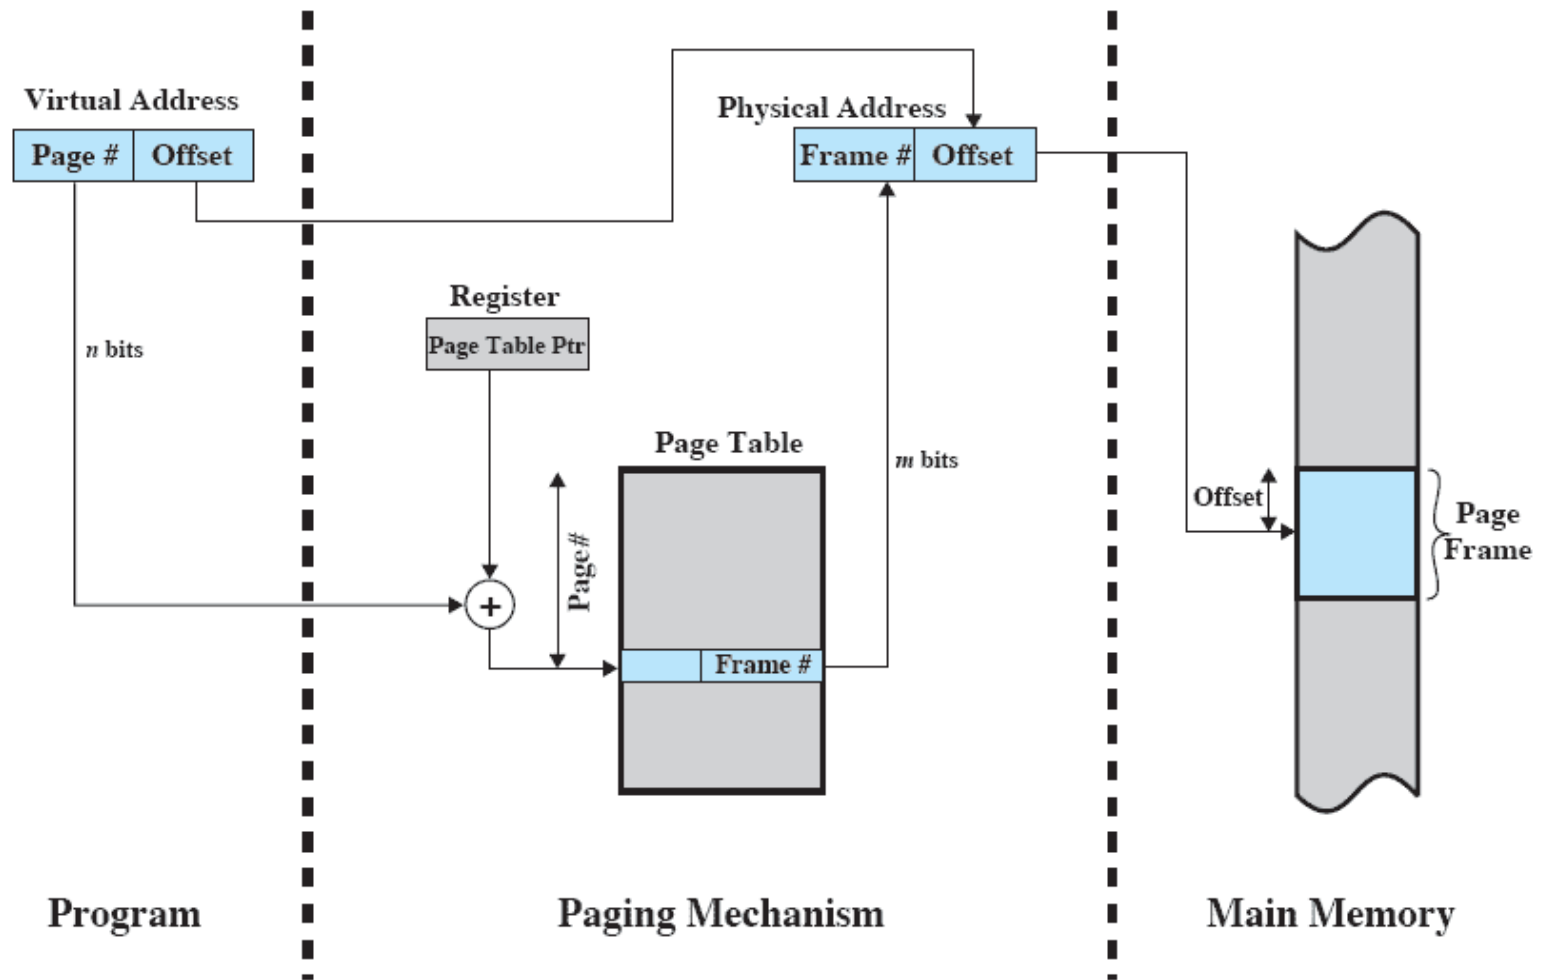 Virtual Address
Page #
Offset
n bits
Physical Address
Frame #
Offset
Register
Page Table Ptr
+
Page Table
Page#
Frame #
m bits
Offset
Page
Frame
Program
Paging Mechanism
Main Memory